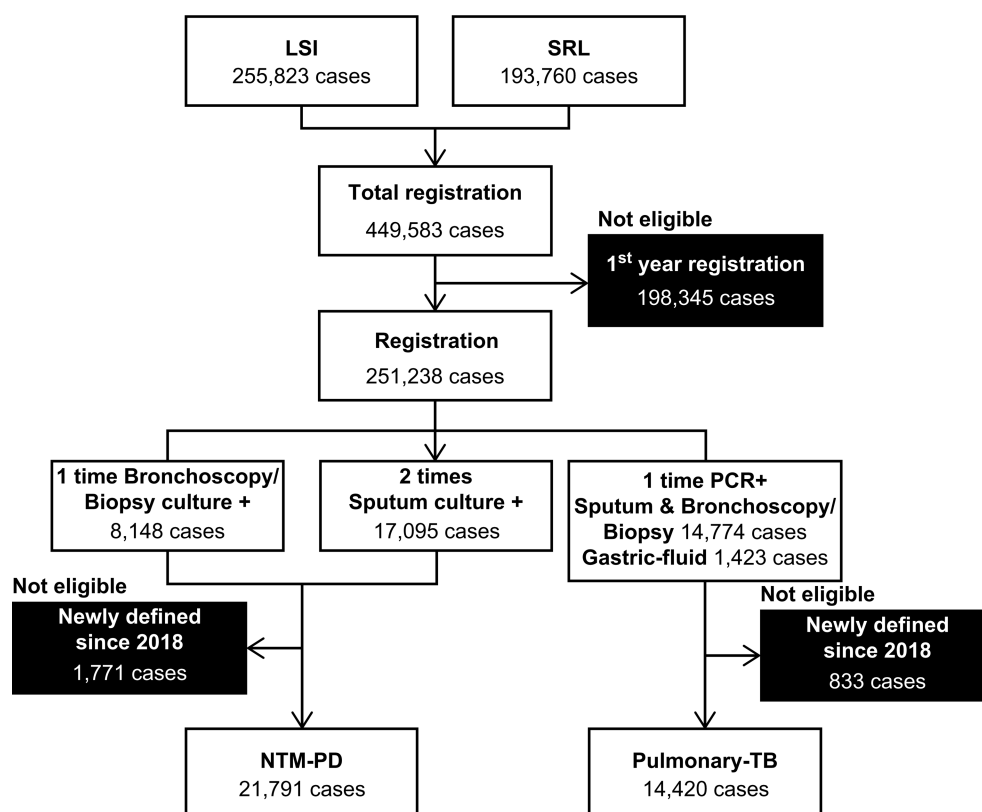 LSI
255,823 cases
SRL
193,760 cases
Total registration
449,583 cases
Not eligible
1st year registration
198,345 cases
Registration
251,238 cases
1 time Bronchoscopy/
Biopsy culture +
8,148 cases
2 times
Sputum culture +
17,095 cases
1 time PCR+
Sputum & Bronchoscopy/
Biopsy 14,774 cases
Gastric-fluid 1,423 cases
Not eligible
Newly defined
since 2018
1,771 cases
Not eligible
Newly defined
since 2018
833 cases
NTM-PD
21,791 cases
Pulmonary-TB
14,420 cases